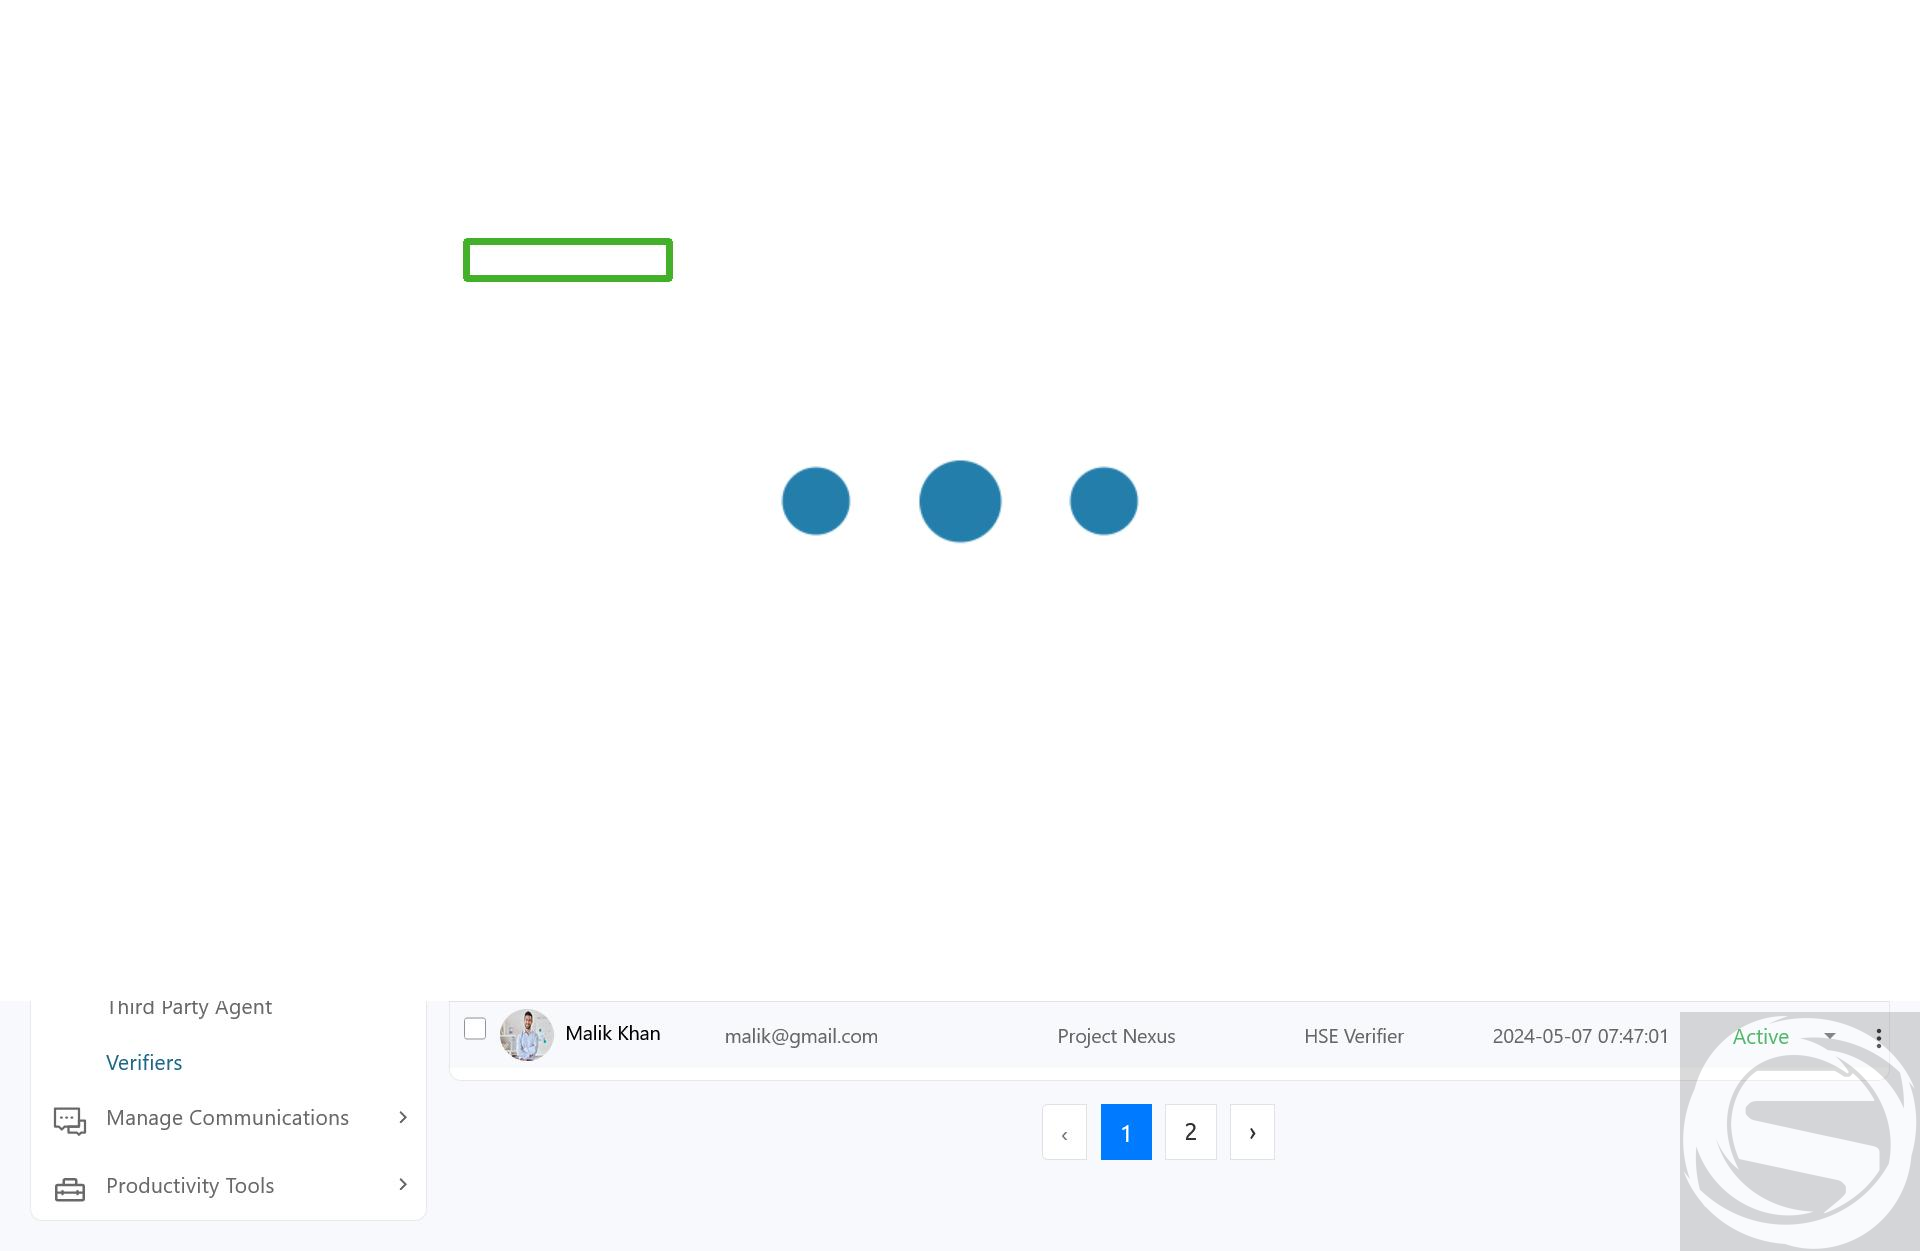 Third Party Agent
Malik Khan malik@gmail.com Project Nexus HSE Verifier 2024-05-07 07:47:01 Active
Verifiers
Manage Communications
‹ 1 2 ›
Productivity Tools